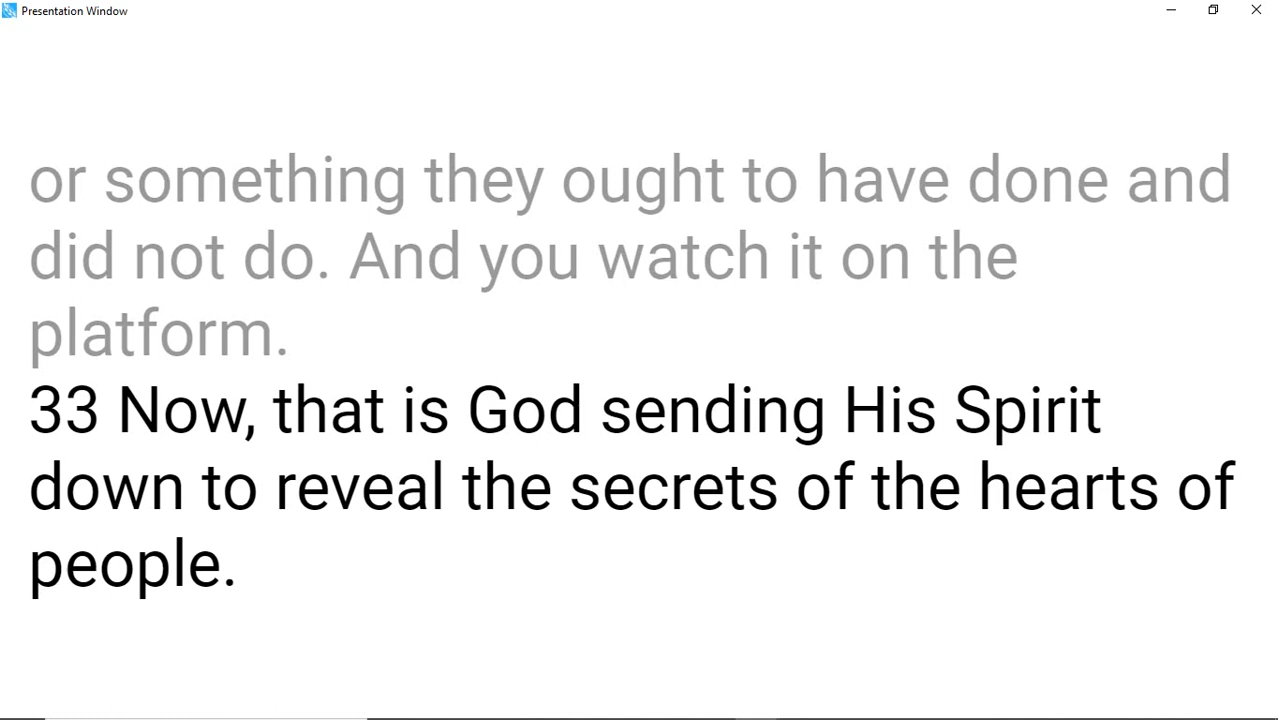 Presentation Window
or something they ought to have done and
did not do. And you watch it on the
platform.
33 Now, that is God sending His Spirit
down to reveal the secrets of the hearts of
people.